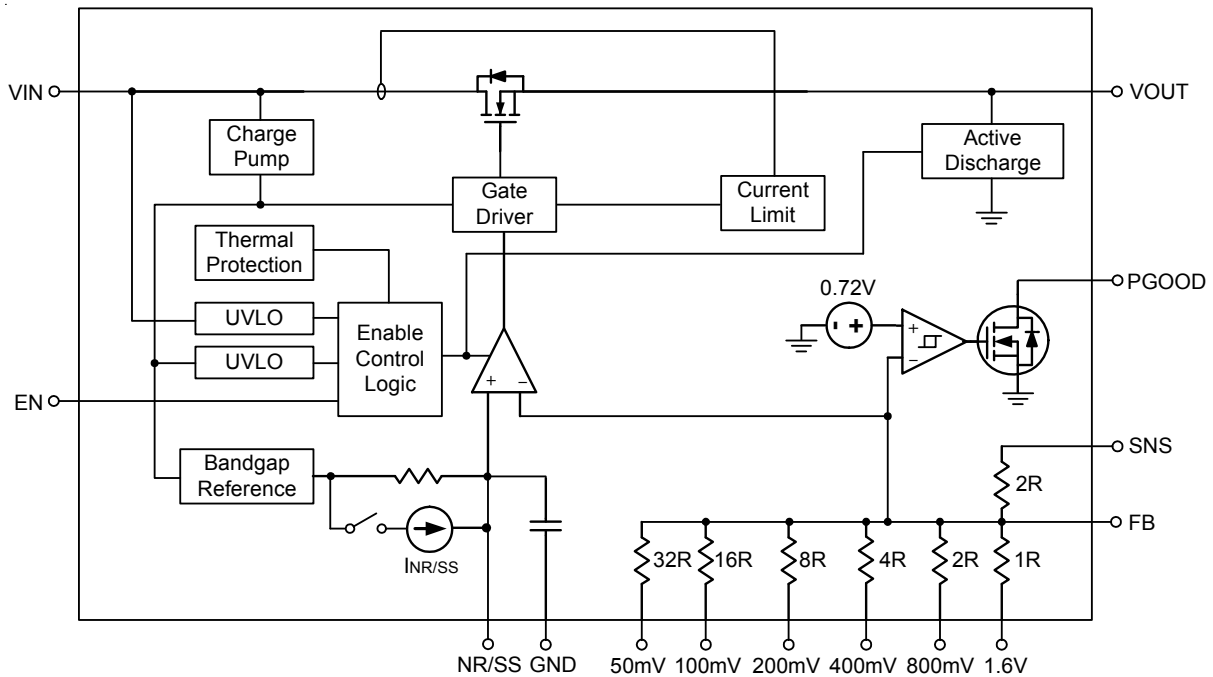 VIN
VOUT
Charge
Pump
Active
Discharge
Gate
Driver
Current
Limit
Thermal
Protection
0.72V
PGOOD
- +
UVLO
Enable
Control
Logic
+
−
UVLO
+ −
EN
SNS
Bandgap
Reference
2R
FB
INR/SS
32R 16R 8R 4R 2R 1R
NR/SS GND 50mV 100mV 200mV 400mV 800mV 1.6V